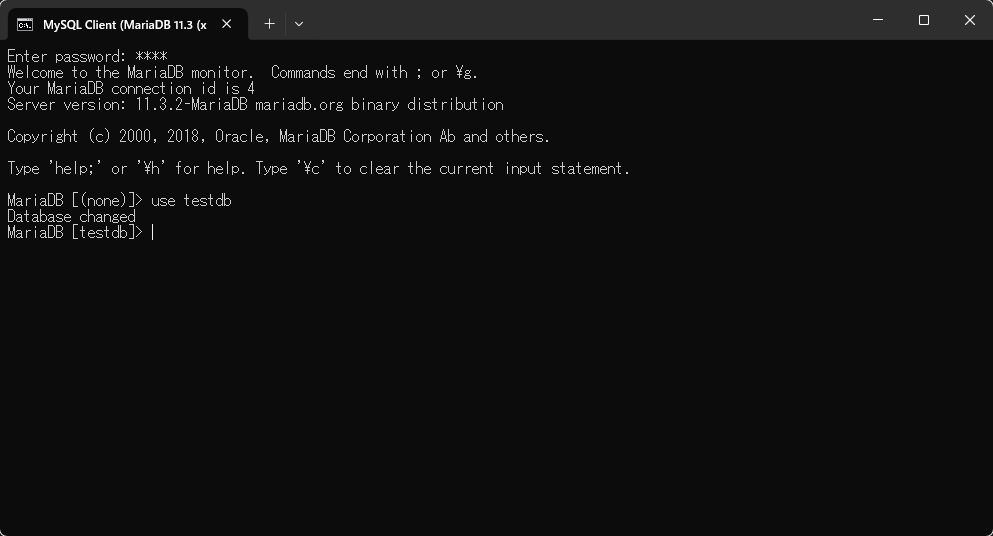 MySQL Client (MariaDB 11.3 (x
Enter password: ****
Welcome to the MariaDB monitor.  Commands end with ; or ¥g.
Your MariaDB connection id is 4
Server version: 11.3.2-MariaDB mariadb.org binary distribution
Copyright (c) 2000, 2018, Oracle, MariaDB Corporation Ab and others.
Type 'help;' or '¥h' for help. Type '¥c' to clear the current input statement.
MariaDB [(none)]> use testdb
Database changed
MariaDB [testdb]>